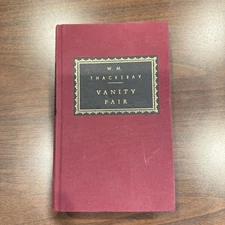 W. M.
THACKERAY
VANITY
FAIR